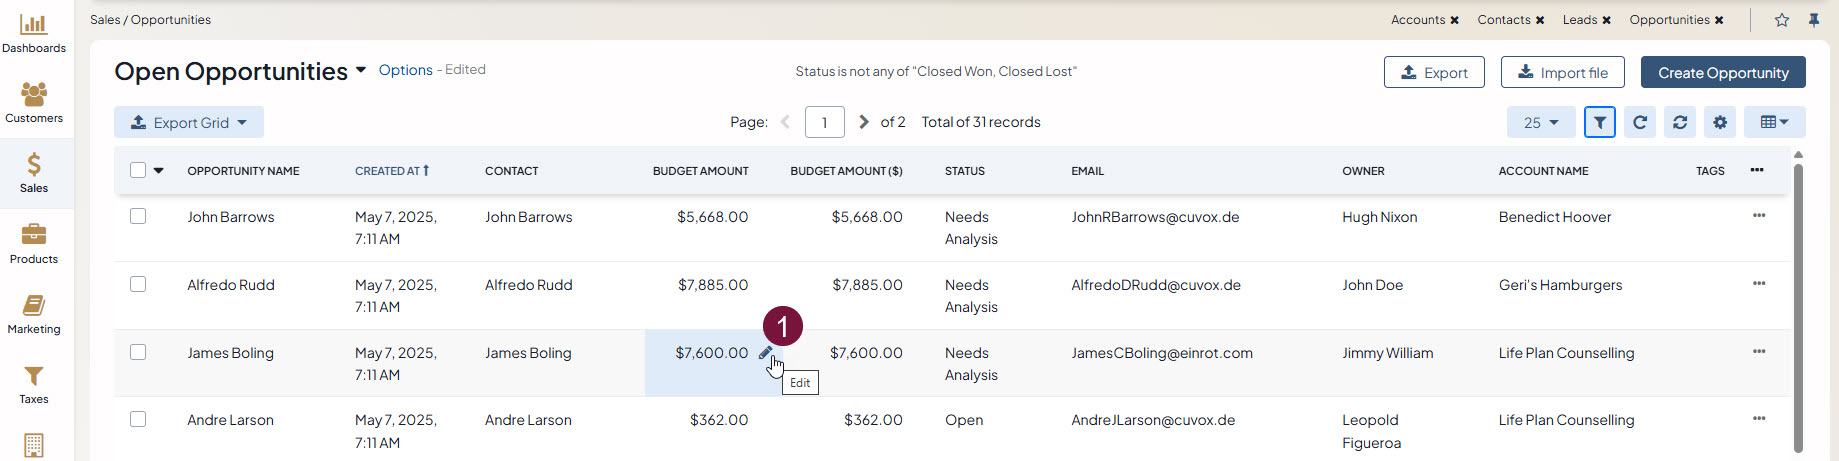 Dashboards
Customers
Sales
Products
Marketing
Taxes
Sales / Opportunities
Accounts ✖ Contacts ✖ Leads ✖ Opportunities ✖
Open Opportunities Options - Edited
Status is not any of "Closed Won, Closed Lost"
Export Import file Create Opportunity
Export Grid
Page: 1 of 2 Total of 31 records
25
OPPORTUNITY NAME CREATED AT CONTACT BUDGET AMOUNT BUDGET AMOUNT ($) STATUS EMAIL OWNER ACCOUNT NAME TAGS
John Barrows May 7, 2025, John Barrows $5,668.00 $5,668.00 Needs JohnRBarrows@cuvox.de Hugh Nixon Benedict Hoover
7:11 AM Analysis
Alfredo Rudd May 7, 2025, Alfredo Rudd $7,885.00 $7,885.00 Needs AlfredoDRudd@cuvox.de John Doe Geri's Hamburgers
7:11 AM Analysis
1
James Boling May 7, 2025, James Boling $7,600.00 $7,600.00 Needs JamesCBoling@einrot.com Jimmy William Life Plan Counselling
7:11 AM Analysis
Edit
Andre Larson May 7, 2025, Andre Larson $362.00 $362.00 Open AndreJLarson@cuvox.de Leopold Life Plan Counselling
7:11 AM Figueroa